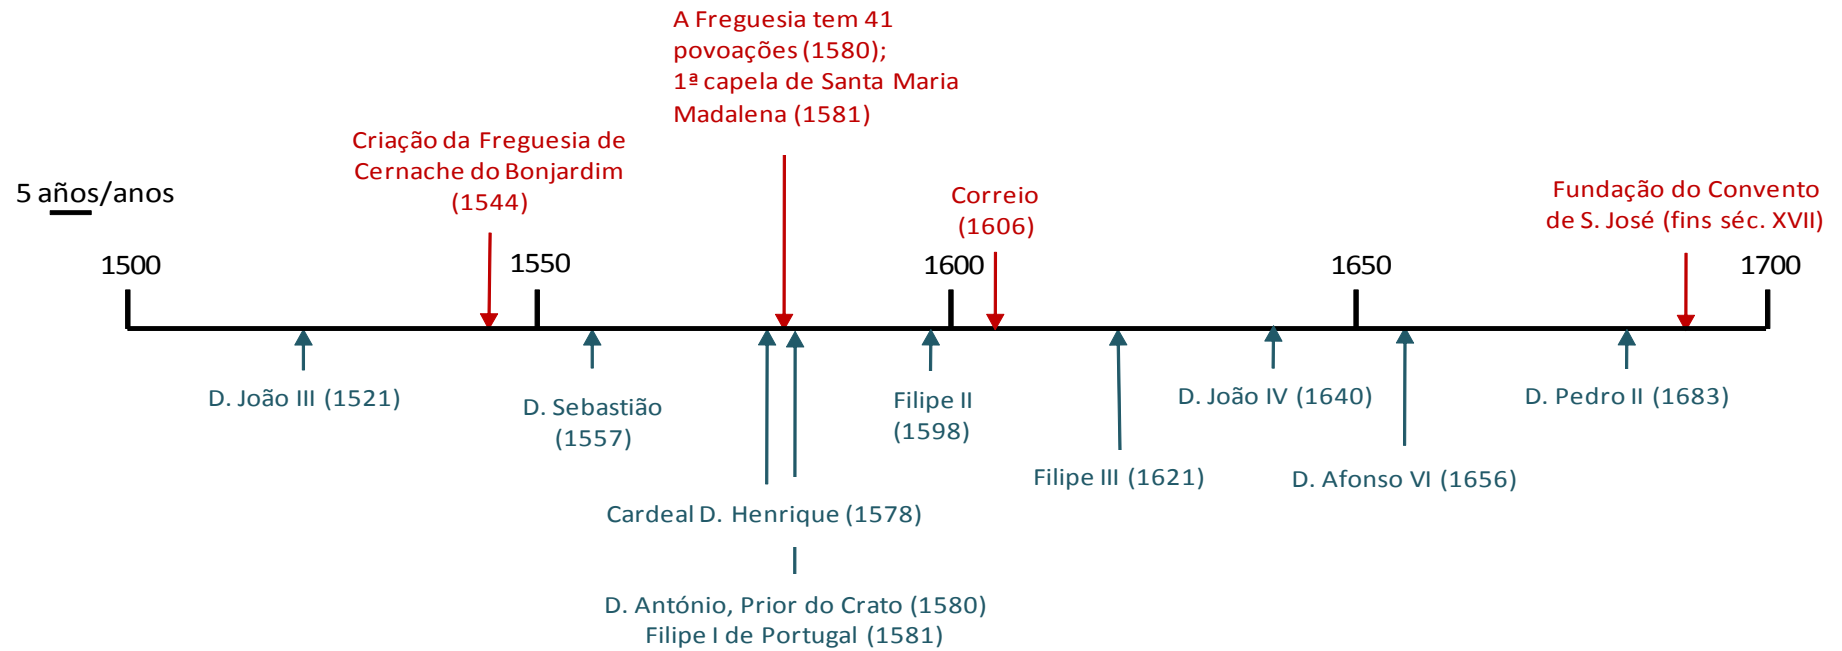 A Freguesia tem 41
povoações (1580);
1ª capela de Santa Maria
Madalena (1581)
Criação da Freguesia de
Cernache do Bonjardim
(1544)
5 años/anos
Correio
(1606)
Fundação do Convento
de S. José (fins séc. XVII)
1500
1550
1600
1650
1700
D. João III (1521)
D. Sebastião
(1557)
Filipe II
(1598)
D. João IV (1640)
D. Pedro II (1683)
Filipe III (1621)
D. Afonso VI (1656)
Cardeal D. Henrique (1578)
D. António, Prior do Crato (1580)
Filipe I de Portugal (1581)